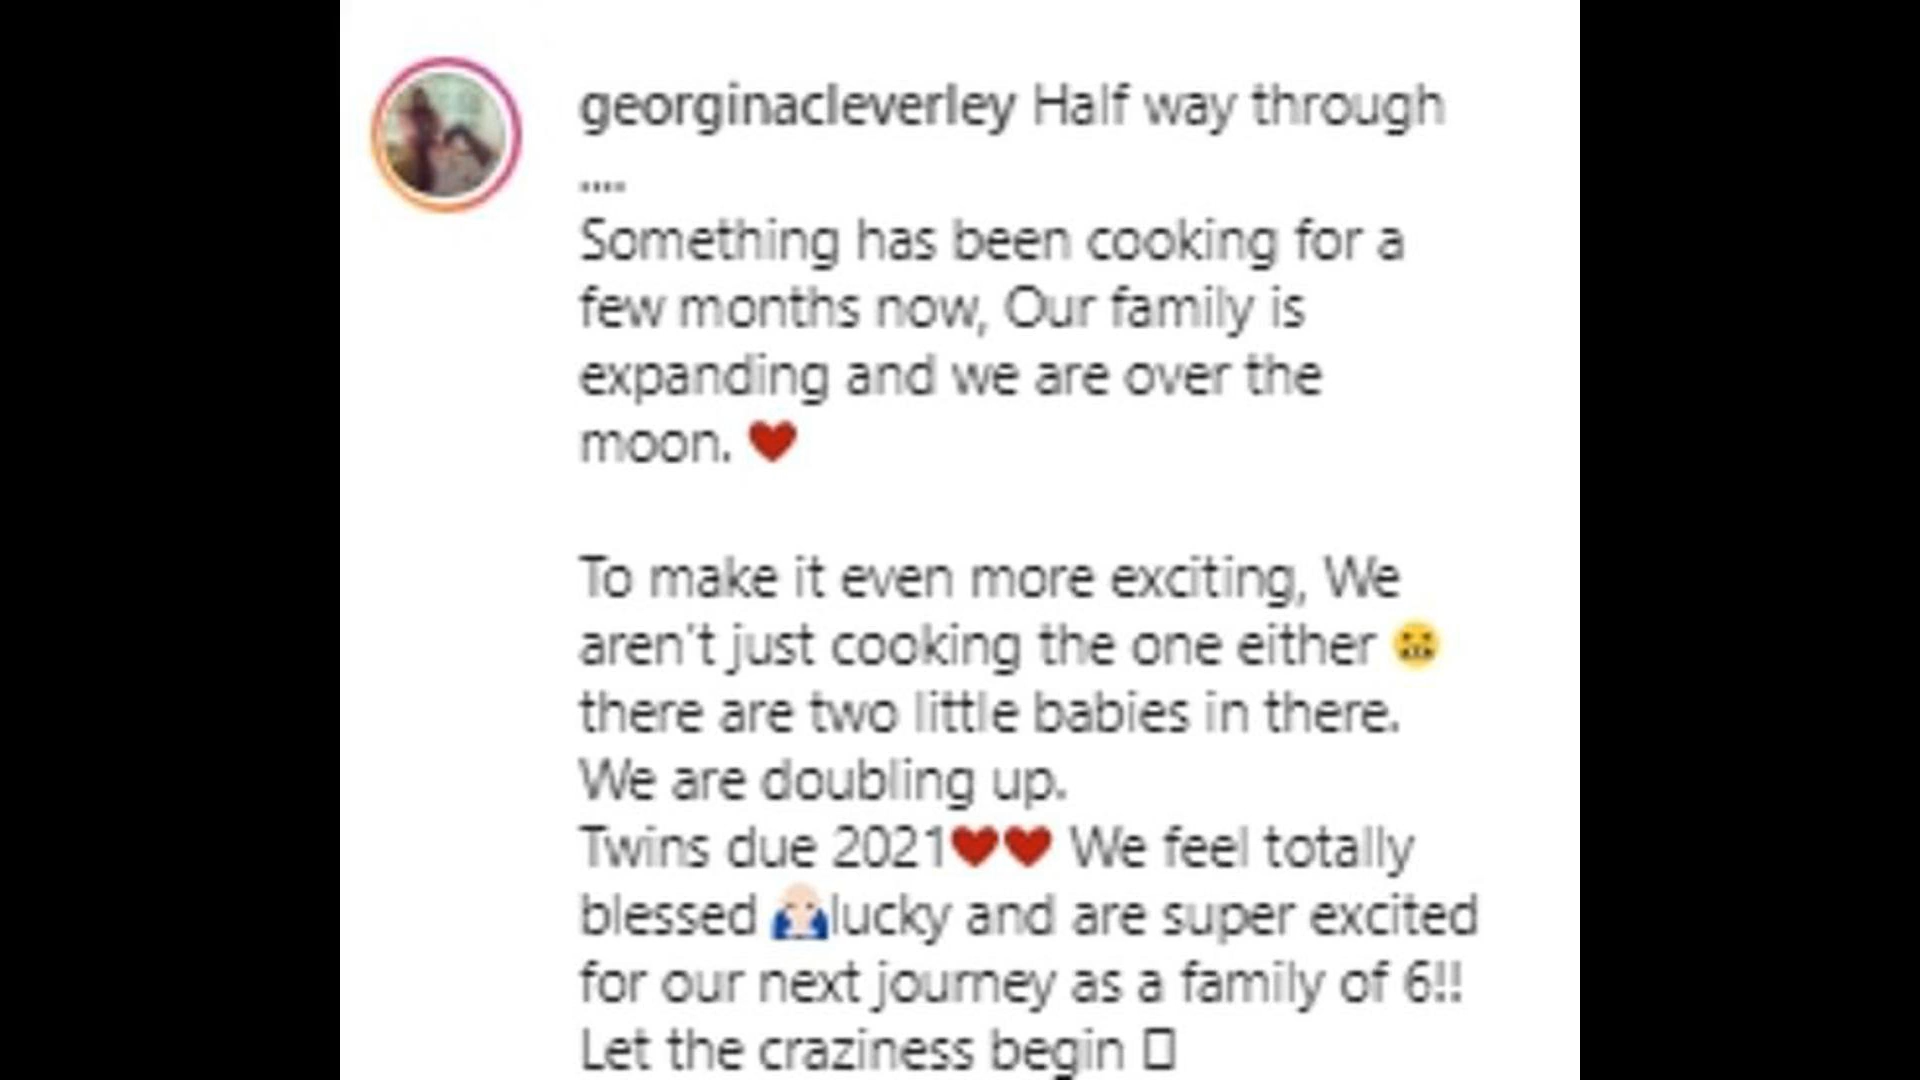 georginacleverley Half way through
....
Something has been cooking for a
few months now, Our family is
expanding and we are over the
moon. ❤️
To make it even more exciting, We
aren't just cooking the one either 😬
there are two little babies in there.
We are doubling up.
Twins due 2021❤️❤️ We feel totally
blessed 🙏🏻lucky and are super excited
for our next journey as a family of 6!!
Let the craziness begin